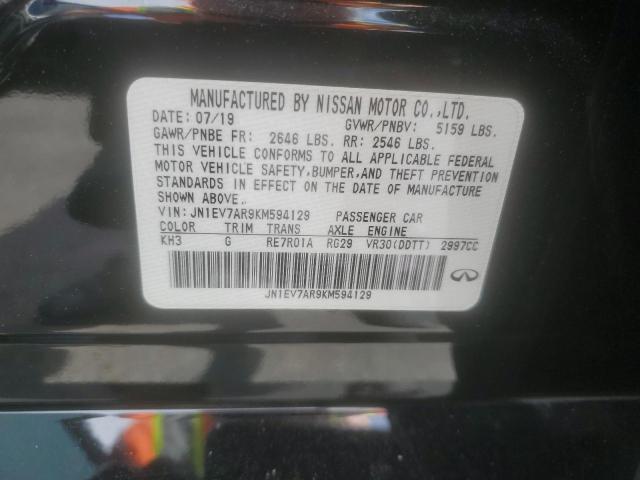 MANUFACTURED BY NISSAN MOTOR CO.,LTD.
DATE: 07/19 GVWR/PNBV: 5159 LBS.
GAWR/PNBE FR: 2646 LBS. RR: 2546 LBS.
THIS VEHICLE CONFORMS TO ALL APPLICABLE FEDERAL
MOTOR VEHICLE SAFETY, BUMPER, AND THEFT PREVENTION
STANDARDS IN EFFECT ON THE DATE OF MANUFACTURE
SHOWN ABOVE.
VIN: JN1EV7AR9KM594129 PASSENGER CAR
COLOR TRIM TRANS AXLE ENGINE
KH3 G RE7R01A RG29 VR30(DDTT) 2997CC
JN1EV7AR9KM594129